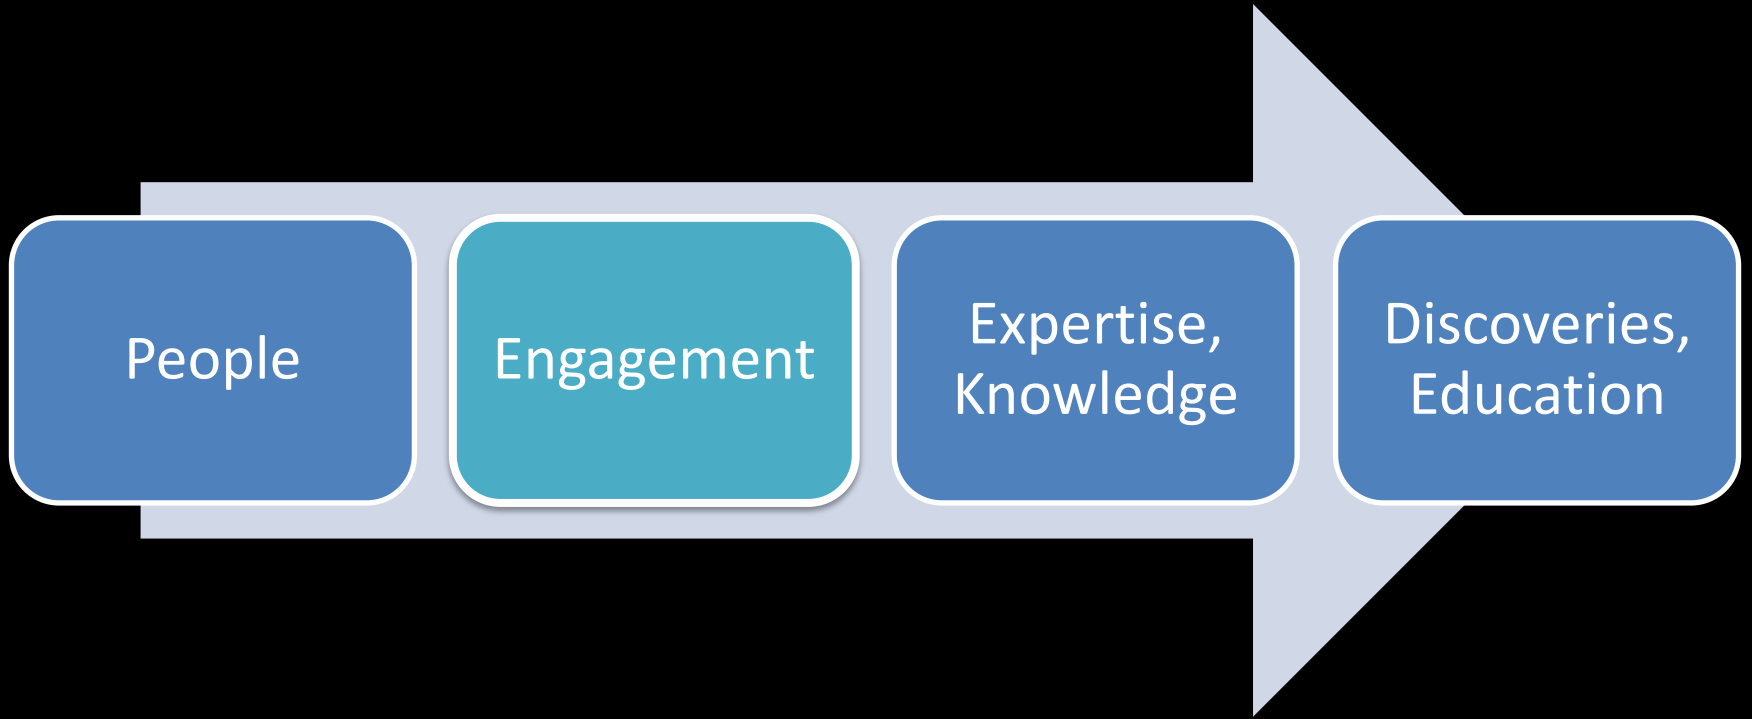 People
Engagement
Expertise,
Knowledge
Discoveries,
Education